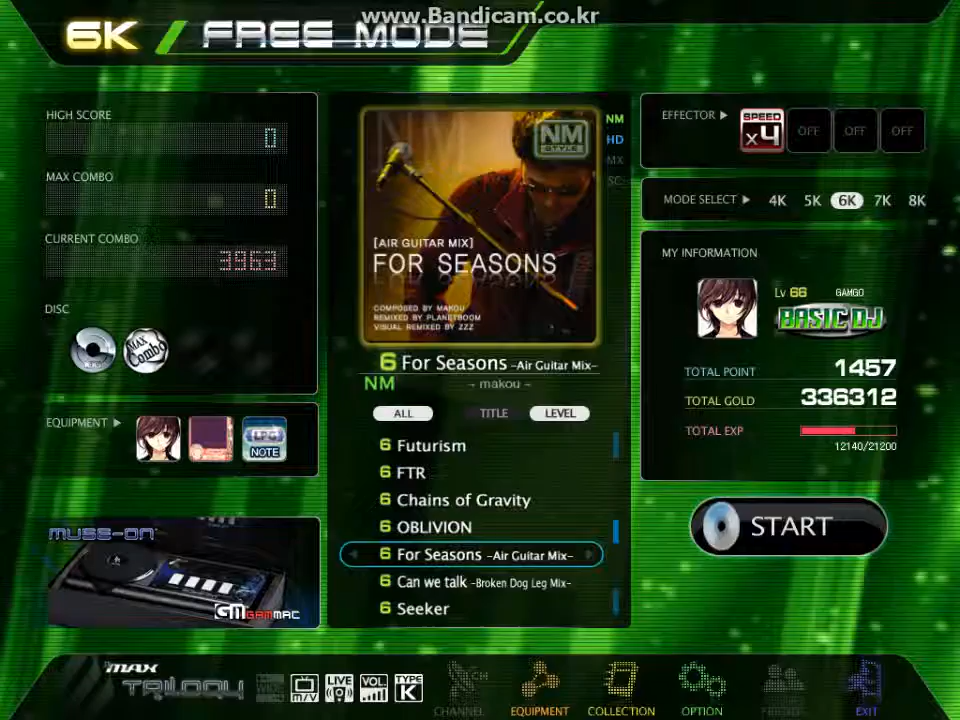 www.Bandicam.co.kr
6K / FREE MODE
HIGH SCORE
0
MAX COMBO
0
CURRENT COMBO
3963
DISC
MAX Combo
EQUIPMENT
LPG NOTE
MUSE-ON
GM GAMMAC
NM STYLE
[AIR GUITAR MIX]
FOR SEASONS
COMPOSED BY MAKOU
REMIXED BY PLANETBOOM
VISUAL REMIXED BY ZZZ
NM
HD
MX
SC
6 For Seasons -Air Guitar Mix-
NM
~ makou ~
ALL TITLE LEVEL
6 Futurism
6 FTR
6 Chains of Gravity
6 OBLIVION
6 For Seasons -Air Guitar Mix-
6 Can we talk -Broken Dog Leg Mix-
6 Seeker
EFFECTOR SPEED x4 OFF OFF OFF
MODE SELECT 4K 5K 6K 7K 8K
MY INFORMATION
Lv 66 GAMGO
BASIC DJ
TOTAL POINT 1457
TOTAL GOLD 336312
TOTAL EXP
12140/21200
START
MAX
TRILOGY
M/V
LIVE
VOL.
TYPE K
CHANNEL
EQUIPMENT
COLLECTION
OPTION
EXIT